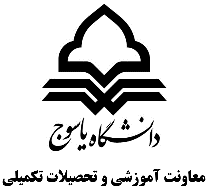 دانشگاه یاسوج
معاونت آموزشی و تحصیلات تکمیلی